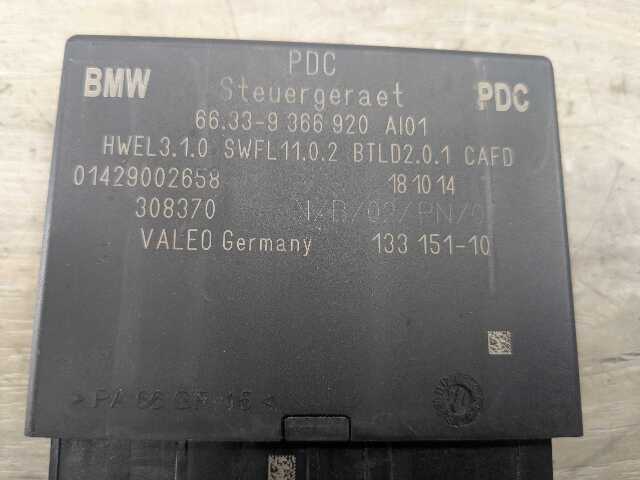 PDC
BMW Steuergeraet PDC
66.33-9 366 920 AI01
HWEL3.1.0 SWFL11.0.2 BTLD2.0.1 CAFD
01429002658 18 10 14
308370
VALEO Germany 133 151-10